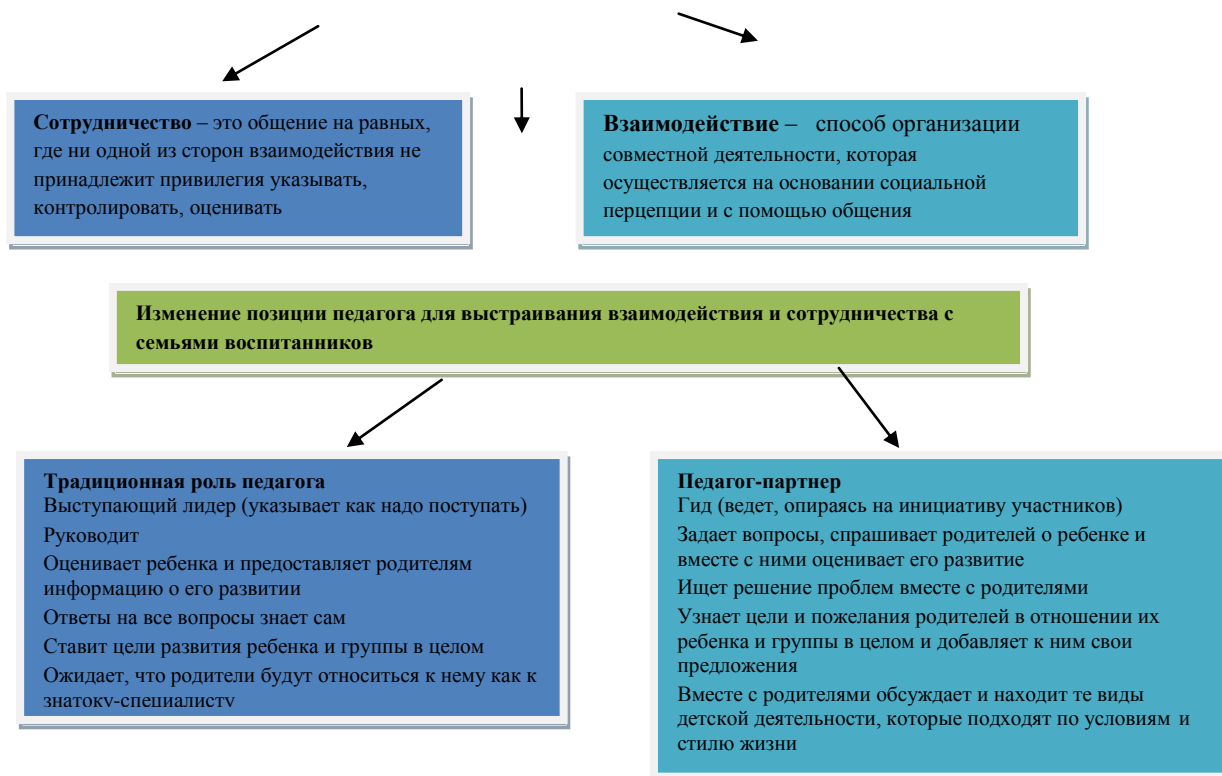 Сотрудничество – это общение на равных,
где ни одной из сторон взаимодействия не
принадлежит привилегия указывать,
контролировать, оценивать
Взаимодействие – способ организации
совместной деятельности, которая
осуществляется на основании социальной
перцепции и с помощью общения
Изменение позиции педагога для выстраивания взаимодействия и сотрудничества с
семьями воспитанников
Традиционная роль педагога
Выступающий лидер (указывает как надо поступать)
Руководит
Оценивает ребенка и предоставляет родителям
информацию о его развитии
Ответы на все вопросы знает сам
Ставит цели развития ребенка и группы в целом
Ожидает, что родители будут относиться к нему как к
знатоку-специалисту
Педагог-партнер
Гид (ведет, опираясь на инициативу участников)
Задает вопросы, спрашивает родителей о ребенке и
вместе с ними оценивает его развитие
Ищет решение проблем вместе с родителями
Узнает цели и пожелания родителей в отношении их
ребенка и группы в целом и добавляет к ним свои
предложения
Вместе с родителями обсуждает и находит те виды
детской деятельности, которые подходят по условиям и
стилю жизни